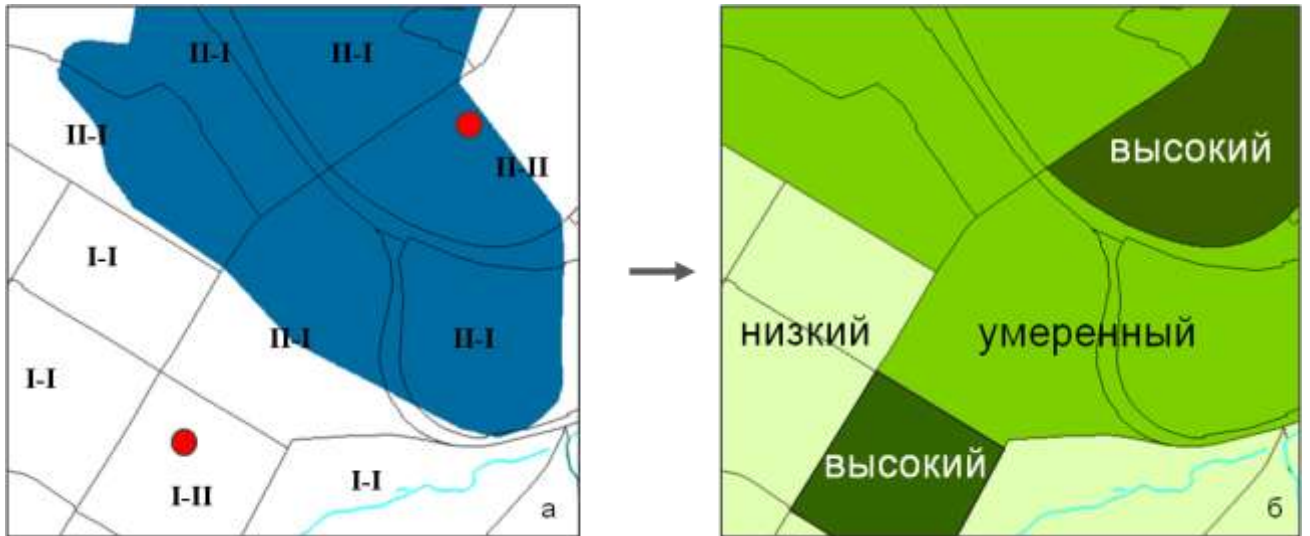 II-I
II-I
II-I
II-II
I-I
II-I
II-I
I-I
I-II
I-I
а
высокий
низкий
умеренный
высокий
б